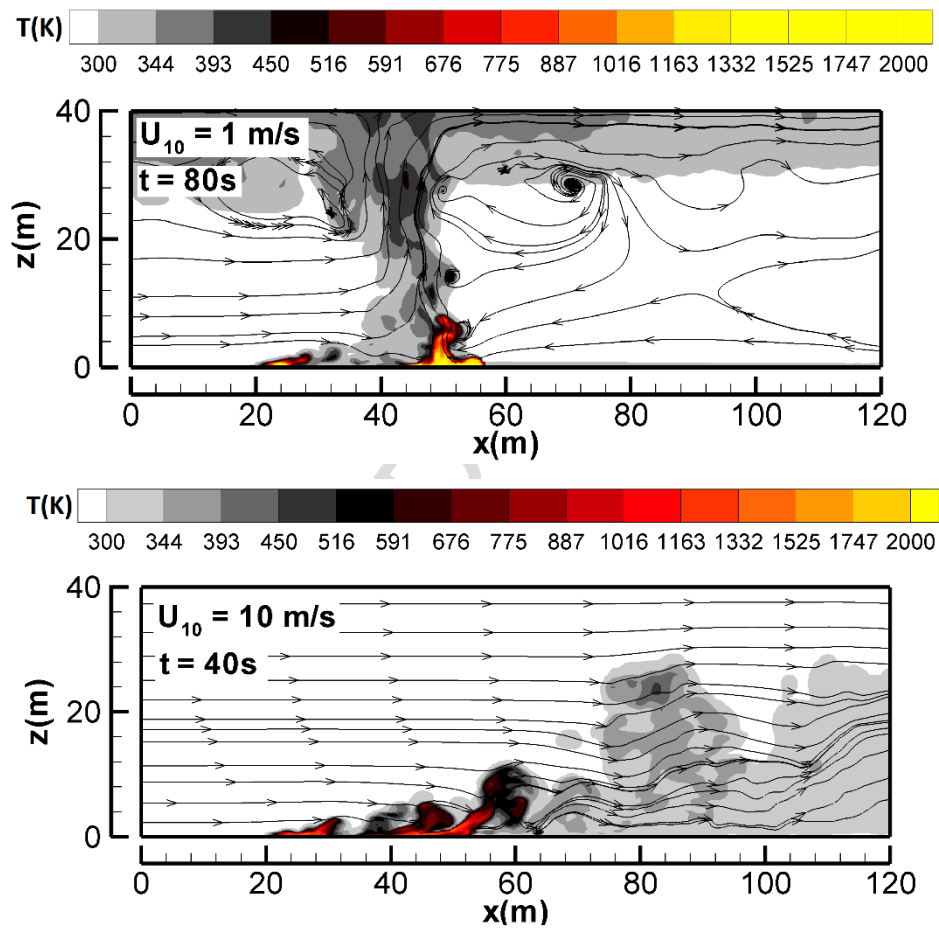 T(K)
300 344 393 450 516 591 676 775 887 1016 1163 1332 1525 1747 2000
40
U10 = 1 m/s
t = 80s
z(m)
20
0
0 20 40 60 80 100 120
x(m)
T(K)
300 344 393 450 516 591 676 775 887 1016 1163 1332 1525 1747 2000
40
U10 = 10 m/s
t = 40s
z(m)
20
0
0 20 40 60 80 100 120
x(m)